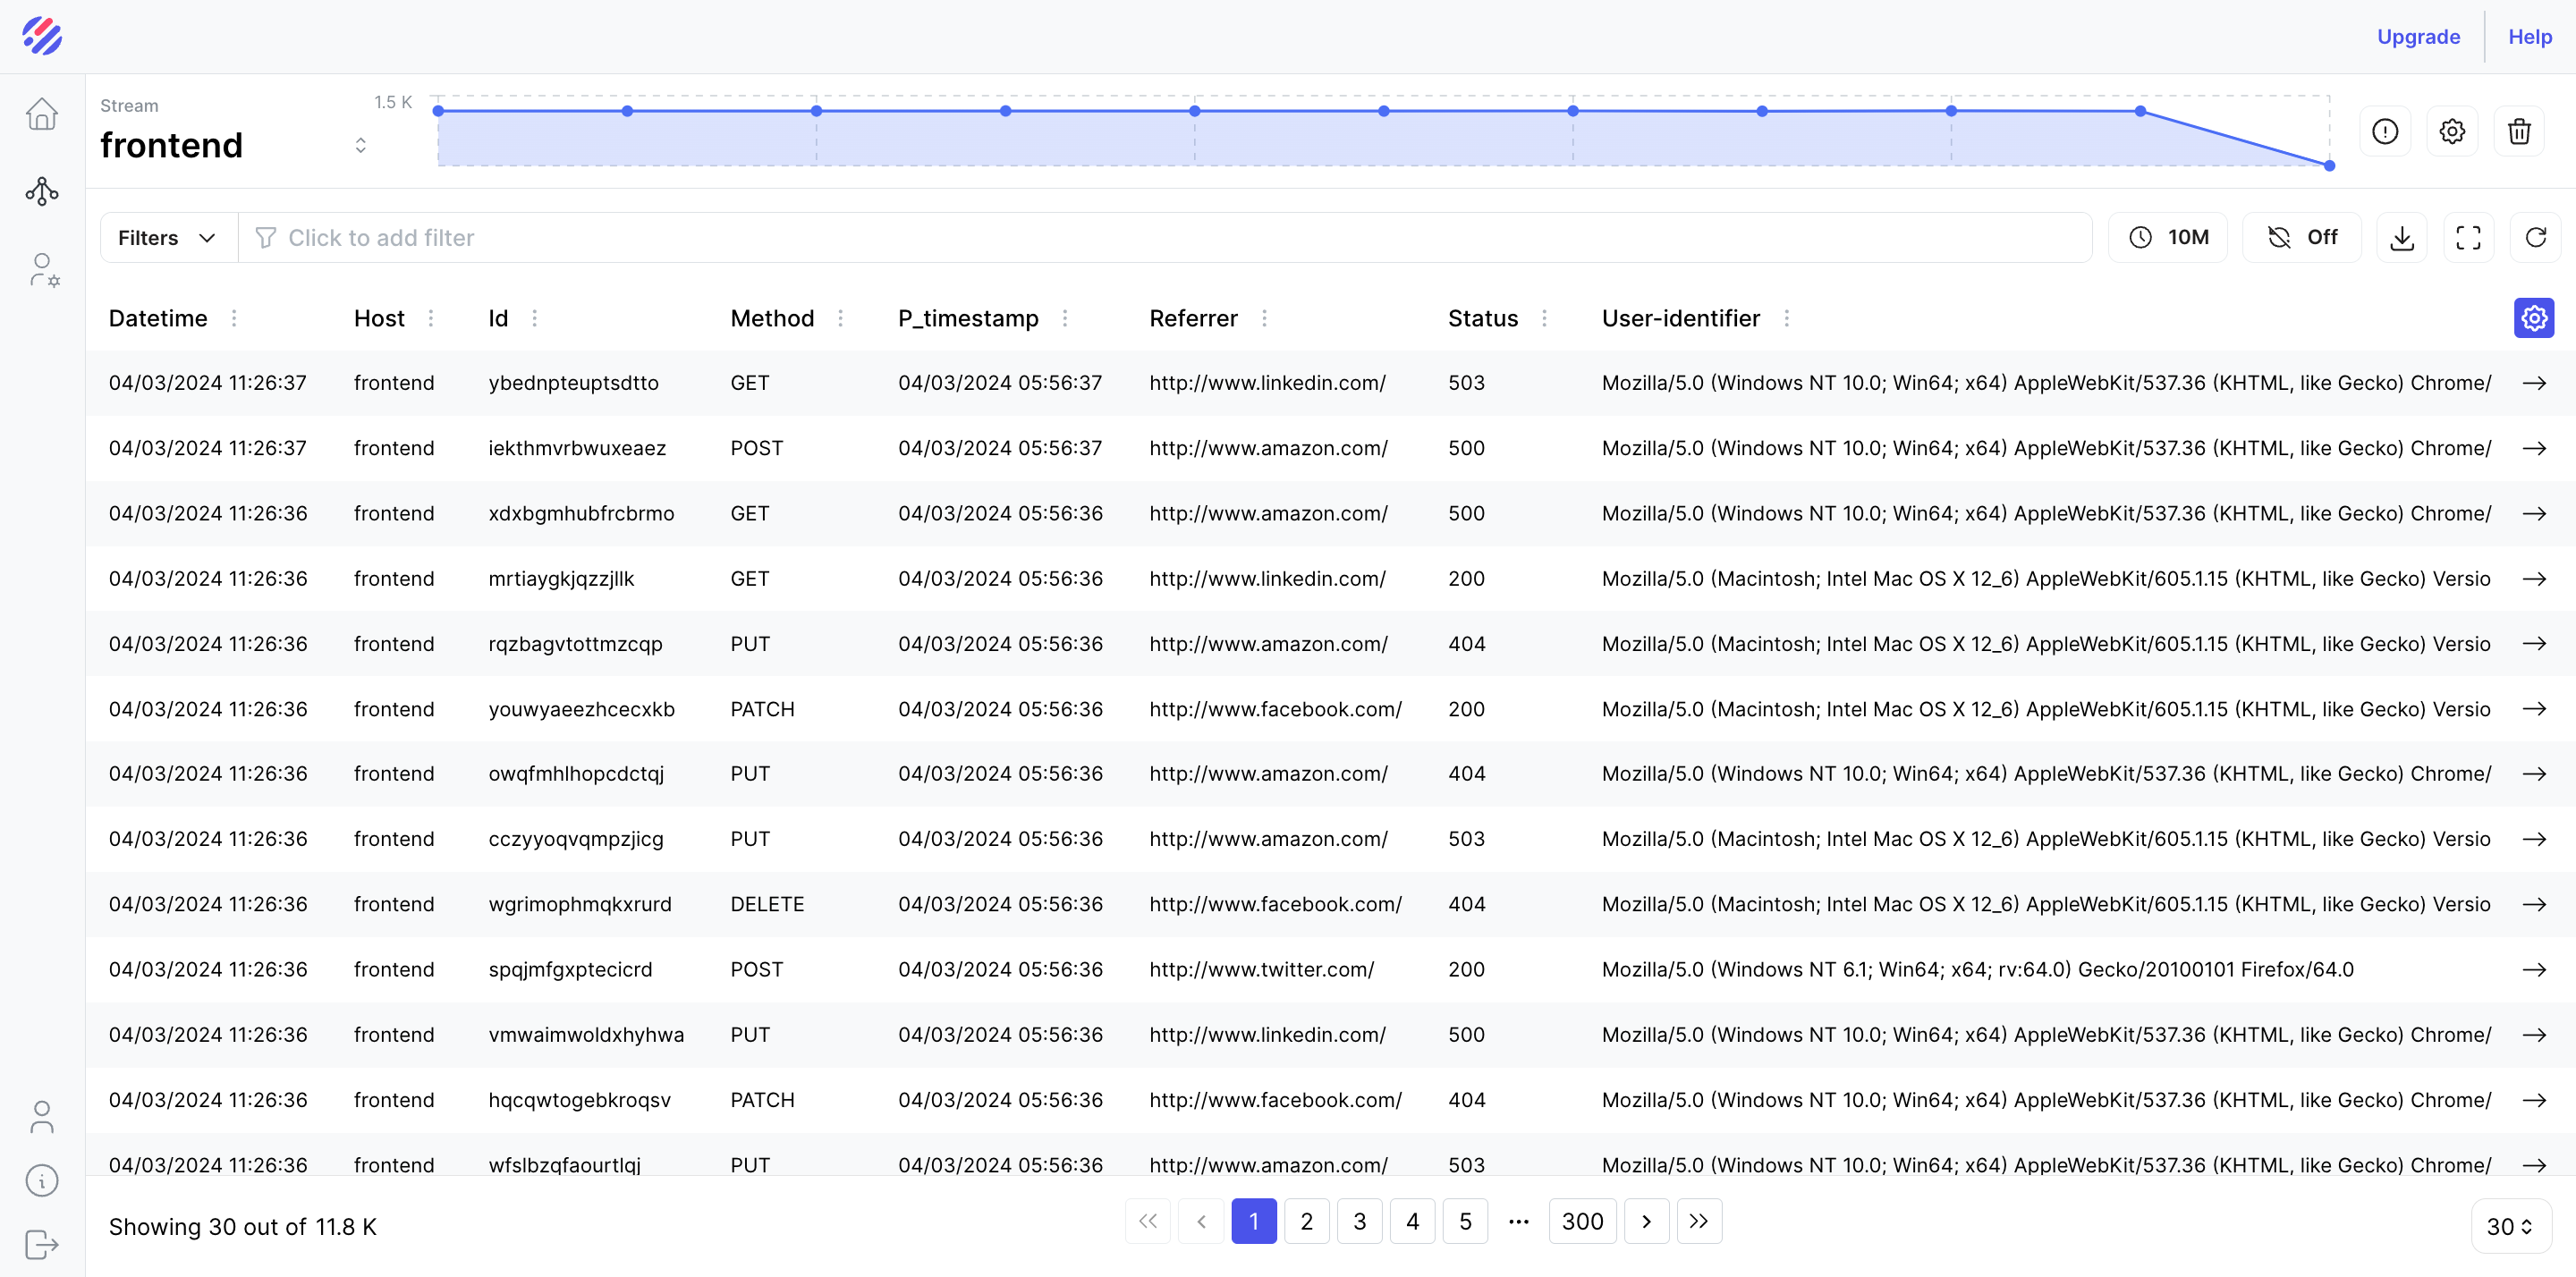 Upgrade Help
Stream
frontend
1.5 K
Filters Click to add filter 10M Off
Datetime Host Id Method P_timestamp Referrer Status User-identifier
04/03/2024 11:26:37 frontend ybednpteuptsdtto GET 04/03/2024 05:56:37 http://www.linkedin.com/ 503 Mozilla/5.0 (Windows NT 10.0; Win64; x64) AppleWebKit/537.36 (KHTML, like Gecko) Chrome/
04/03/2024 11:26:37 frontend iekthmvrbwuxeaez POST 04/03/2024 05:56:37 http://www.amazon.com/ 500 Mozilla/5.0 (Windows NT 10.0; Win64; x64) AppleWebKit/537.36 (KHTML, like Gecko) Chrome/
04/03/2024 11:26:36 frontend xdxbgmhubfrcbrmo GET 04/03/2024 05:56:36 http://www.amazon.com/ 500 Mozilla/5.0 (Windows NT 10.0; Win64; x64) AppleWebKit/537.36 (KHTML, like Gecko) Chrome/
04/03/2024 11:26:36 frontend mrtiaygkjqzzjllk GET 04/03/2024 05:56:36 http://www.linkedin.com/ 200 Mozilla/5.0 (Macintosh; Intel Mac OS X 12_6) AppleWebKit/605.1.15 (KHTML, like Gecko) Versio
04/03/2024 11:26:36 frontend rqzbagvtottmzcqp PUT 04/03/2024 05:56:36 http://www.amazon.com/ 404 Mozilla/5.0 (Macintosh; Intel Mac OS X 12_6) AppleWebKit/605.1.15 (KHTML, like Gecko) Versio
04/03/2024 11:26:36 frontend youwyaeezhcecxkb PATCH 04/03/2024 05:56:36 http://www.facebook.com/ 200 Mozilla/5.0 (Macintosh; Intel Mac OS X 12_6) AppleWebKit/605.1.15 (KHTML, like Gecko) Versio
04/03/2024 11:26:36 frontend owqfmhlhopcdctqj PUT 04/03/2024 05:56:36 http://www.amazon.com/ 404 Mozilla/5.0 (Windows NT 10.0; Win64; x64) AppleWebKit/537.36 (KHTML, like Gecko) Chrome/
04/03/2024 11:26:36 frontend cczyyoqvqmpzjicg PUT 04/03/2024 05:56:36 http://www.amazon.com/ 503 Mozilla/5.0 (Macintosh; Intel Mac OS X 12_6) AppleWebKit/605.1.15 (KHTML, like Gecko) Versio
04/03/2024 11:26:36 frontend wgrimophmqkxrurd DELETE 04/03/2024 05:56:36 http://www.facebook.com/ 404 Mozilla/5.0 (Macintosh; Intel Mac OS X 12_6) AppleWebKit/605.1.15 (KHTML, like Gecko) Versio
04/03/2024 11:26:36 frontend spqjmfgxptecicrd POST 04/03/2024 05:56:36 http://www.twitter.com/ 200 Mozilla/5.0 (Windows NT 6.1; Win64; x64; rv:64.0) Gecko/20100101 Firefox/64.0
04/03/2024 11:26:36 frontend vmwaimwoldxhyhwa PUT 04/03/2024 05:56:36 http://www.linkedin.com/ 500 Mozilla/5.0 (Windows NT 10.0; Win64; x64) AppleWebKit/537.36 (KHTML, like Gecko) Chrome/
04/03/2024 11:26:36 frontend hqcqwtogebkroqsv PATCH 04/03/2024 05:56:36 http://www.facebook.com/ 404 Mozilla/5.0 (Windows NT 10.0; Win64; x64) AppleWebKit/537.36 (KHTML, like Gecko) Chrome/
04/03/2024 11:26:36 frontend wfslbzqfaourtlqj PUT 04/03/2024 05:56:36 http://www.amazon.com/ 503 Mozilla/5.0 (Windows NT 10.0; Win64; x64) AppleWebKit/537.36 (KHTML, like Gecko) Chrome/
Showing 30 out of 11.8 K 1 2 3 4 5 ... 300 30